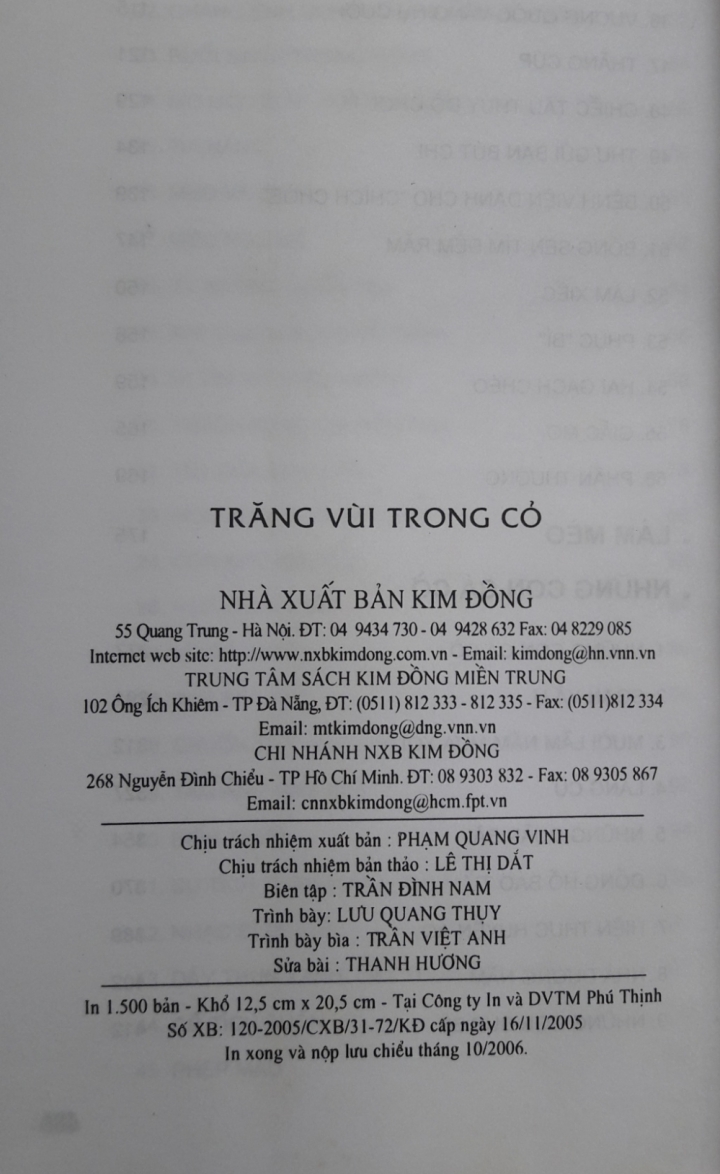 TRĂNG VÙI TRONG CỎ
NHÀ XUẤT BẢN KIM ĐỒNG
55 Quang Trung - Hà Nội. ĐT: 04 9434 730 - 04 9428 632 Fax: 04 8229 085
Internet web site: http://www.nxbkimdong.com.vn - Email: kimdong@hn.vnn.vn
TRUNG TÂM SÁCH KIM ĐỒNG MIỀN TRUNG
102 Ông Ích Khiêm - TP Đà Nẵng, ĐT: (0511) 812 333 - 812 335 - Fax: (0511)812 334
Email: mtkimdong@dng.vnn.vn
CHI NHÁNH NXB KIM ĐỒNG
268 Nguyễn Đình Chiểu - TP Hồ Chí Minh. ĐT: 08 9303 832 - Fax: 08 9305 867
Email: cnnxbkimdong@hcm.fpt.vn
Chịu trách nhiệm xuất bản : PHẠM QUANG VINH
Chịu trách nhiệm bản thảo : LÊ THỊ DẮT
Biên tập : TRẦN ĐÌNH NAM
Trình bày: LƯU QUANG THỤY
Trình bày bìa : TRẦN VIỆT ANH
Sửa bài : THANH HƯƠNG
In 1.500 bản - Khổ 12,5 cm x 20,5 cm - Tại Công ty In và DVTM Phú Thịnh
Số XB: 120-2005/CXB/31-72/KĐ cấp ngày 16/11/2005
In xong và nộp lưu chiểu tháng 10/2006.